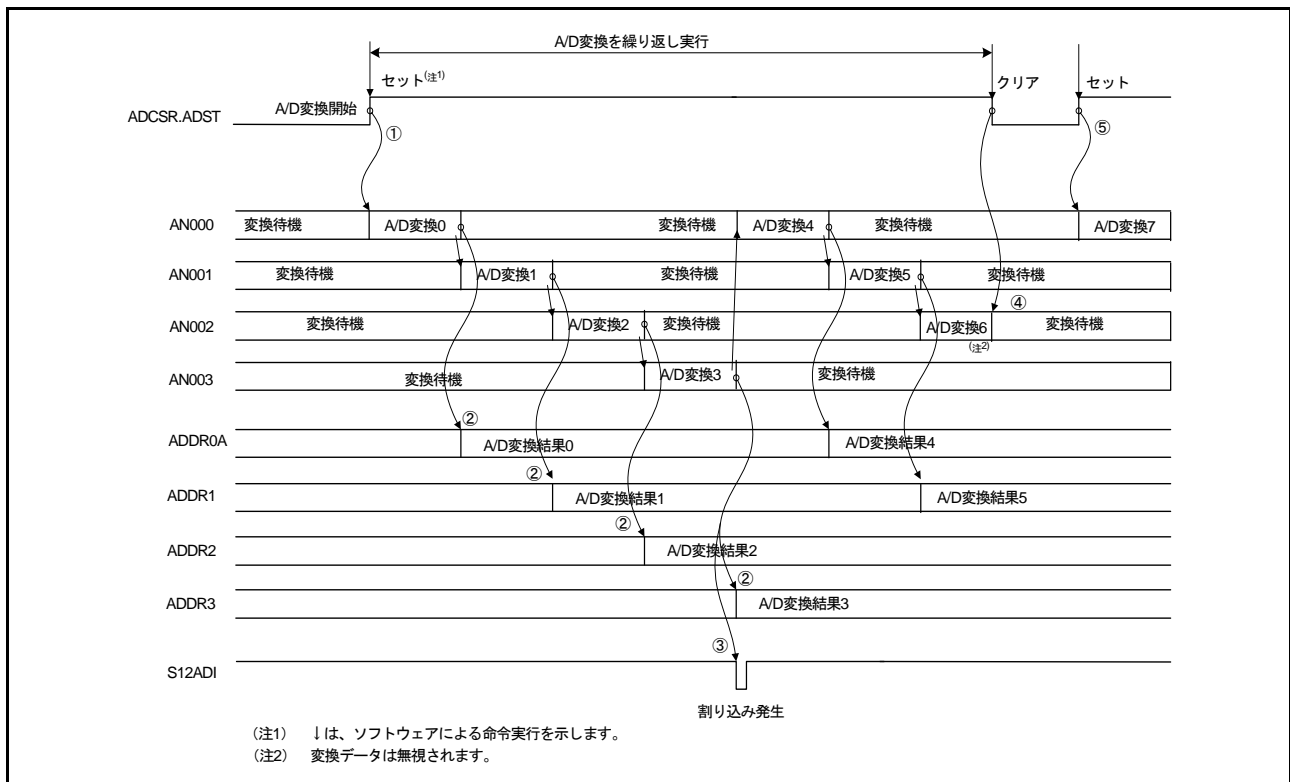 A/D変換を繰り返し実行
セット(注1)
クリア
セット
ADCSR.ADST
A/D変換開始
①
⑤
AN000
変換待機
A/D変換0
変換待機
A/D変換4
変換待機
A/D変換7
AN001
変換待機
A/D変換1
変換待機
A/D変換5
変換待機
④
AN002
変換待機
A/D変換2
変換待機
A/D変換6
(注2)
変換待機
AN003
変換待機
A/D変換3
変換待機
②
ADDR0A
A/D変換結果0
A/D変換結果4
②
ADDR1
A/D変換結果1
A/D変換結果5
②
ADDR2
A/D変換結果2
②
ADDR3
A/D変換結果3
③
S12ADI
割り込み発生
(注1) ↓は、ソフトウェアによる命令実行を示します。
(注2) 変換データは無視されます。